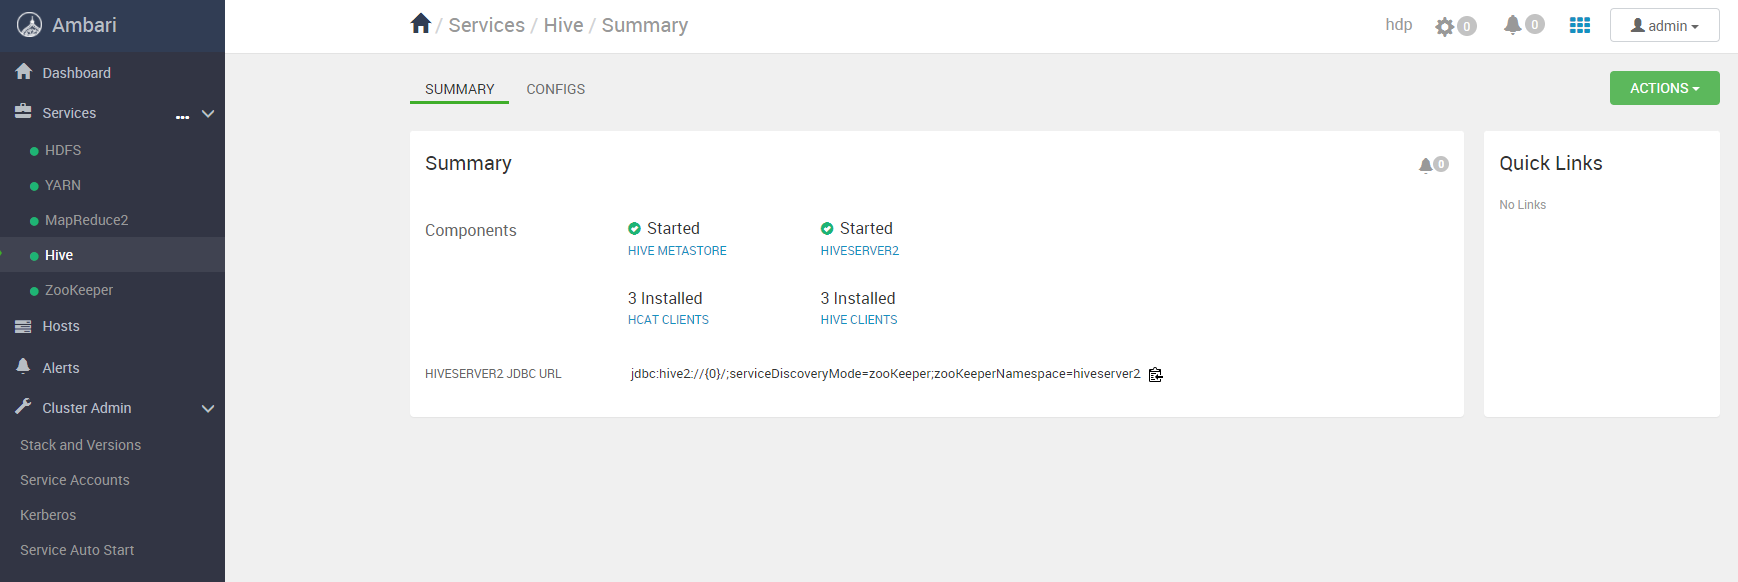 Ambari
/ Services / Hive / Summary
hdp 0 0 admin
Dashboard
Services
HDFS
YARN
MapReduce2
Hive
ZooKeeper
Hosts
Alerts
Cluster Admin
Stack and Versions
Service Accounts
Kerberos
Service Auto Start
SUMMARY CONFIGS
ACTIONS
Summary
0
Components
Started
HIVE METASTORE
Started
HIVESERVER2
3 Installed
HCAT CLIENTS
3 Installed
HIVE CLIENTS
HIVESERVER2 JDBC URL jdbc:hive2://{0}/;serviceDiscoveryMode=zooKeeper;zooKeeperNamespace=hiveserver2
Quick Links
No Links